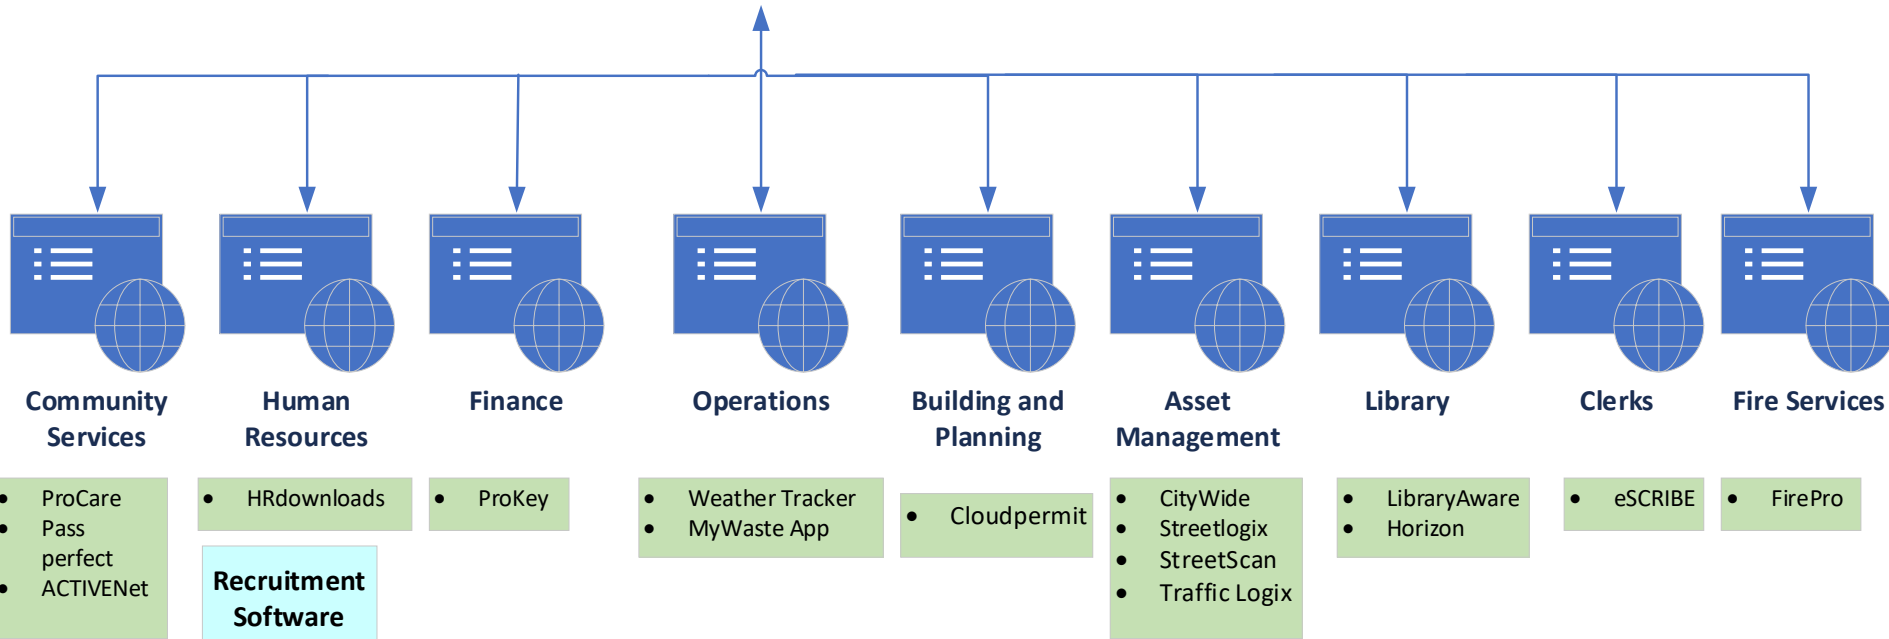 Community
Services
Human
Resources
Finance
Operations
Building and
Planning
Asset
Management
Library
Clerks
Fire Services
• ProCare
• Pass
perfect
• ACTIVENet
• HRdownloads
Recruitment
Software
• ProKey
• Weather Tracker
• MyWaste App
• Cloudpermit
• CityWide
• Streetlogix
• StreetScan
• Traffic Logix
• LibraryAware
• Horizon
• eSCRIBE
• FirePro